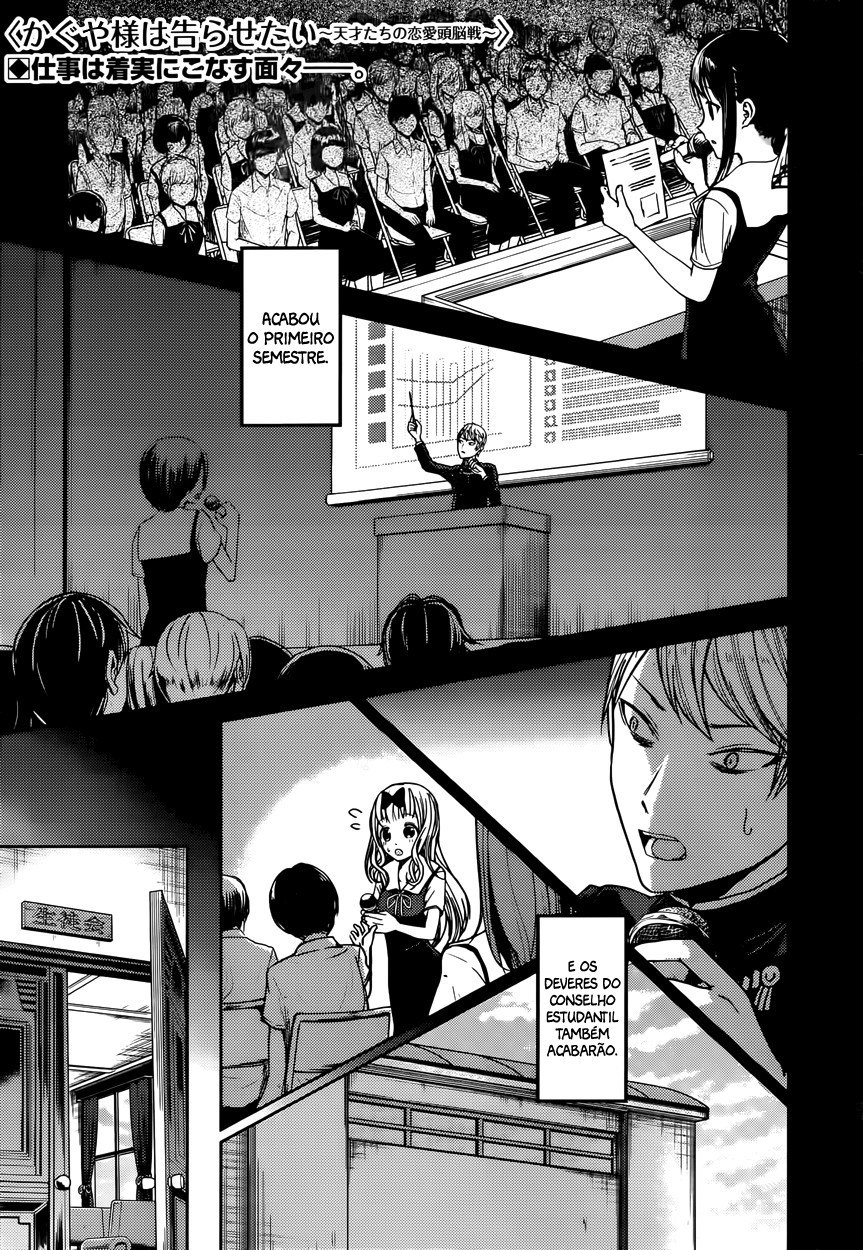 〈かぐや様は告らせたい~天才たちの恋愛頭脳戦~〉
◆仕事は着実にこなす面々――。
ACABOU
O PRIMEIRO
SEMESTRE.
E OS
DEVERES DO
CONSELHO
ESTUDANTIL
TAMBÉM
ACABARÃO.
生徒会